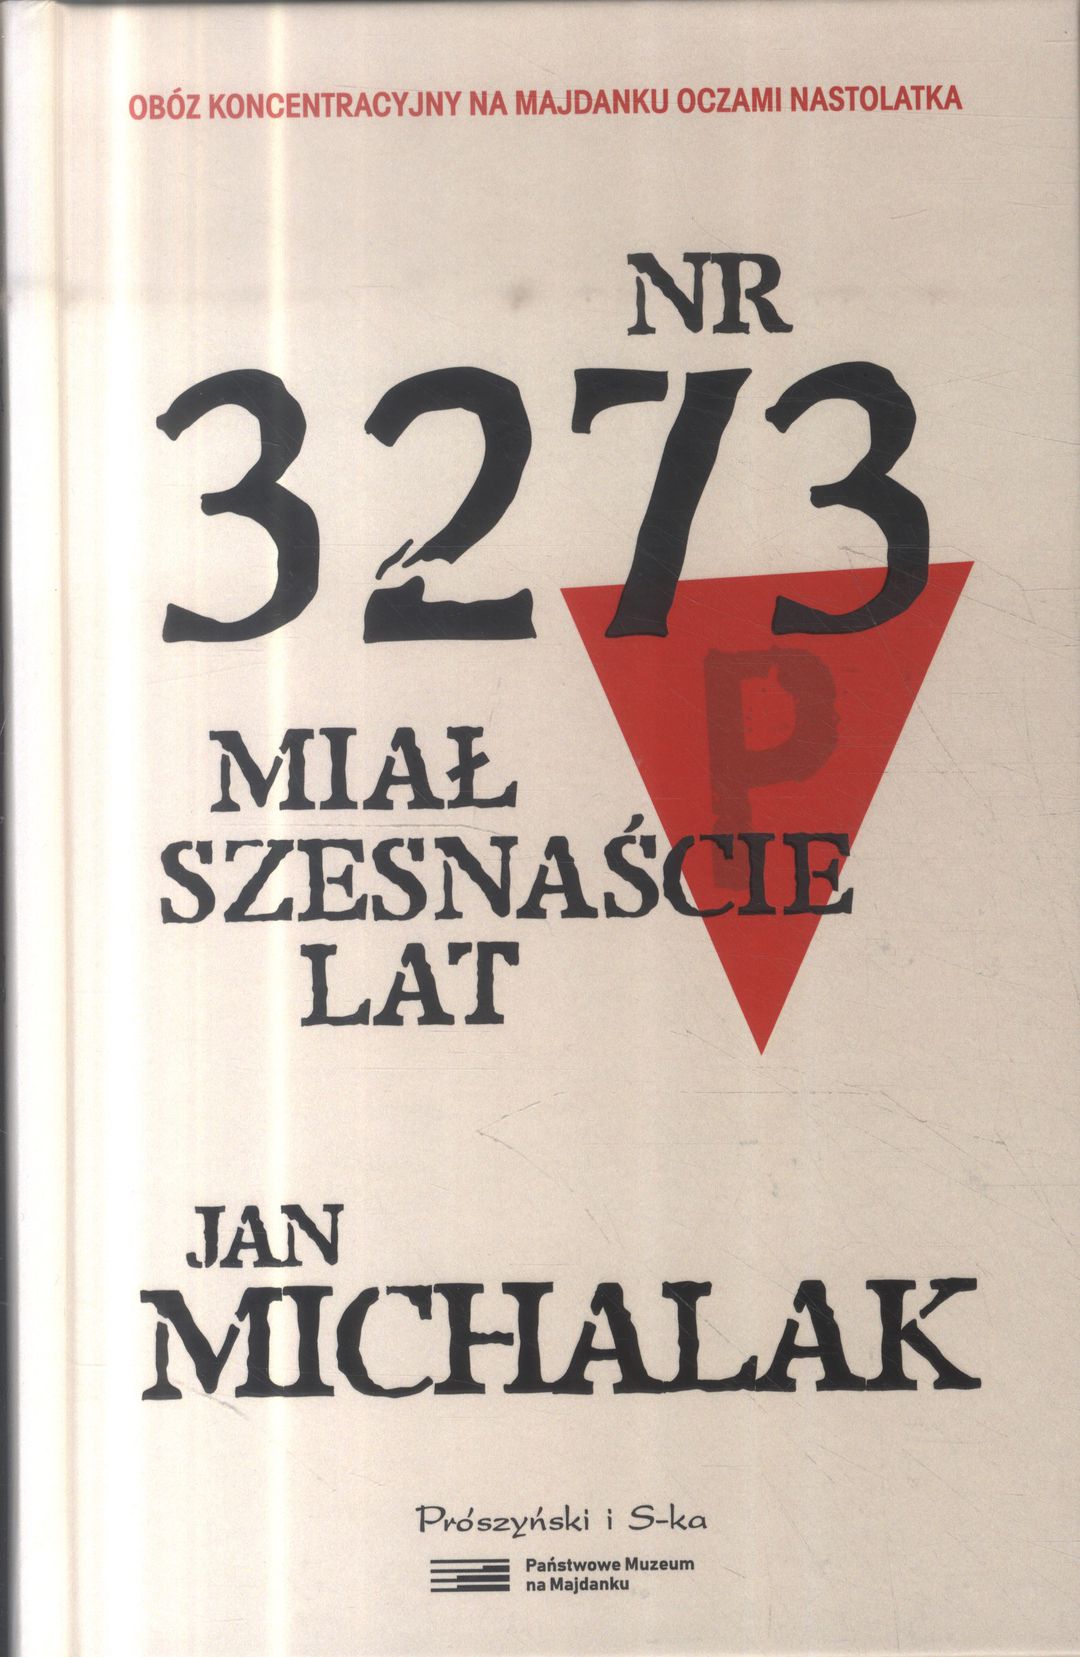 OBÓZ KONCENTRACYJNY NA MAJDANKU OCZAMI NASTOLATKA
NR
3273
P
MIAŁ
SZESNAŚCIE
LAT
JAN
MICHALAK
Prószyński i S-ka
Państwowe Muzeum
na Majdanku